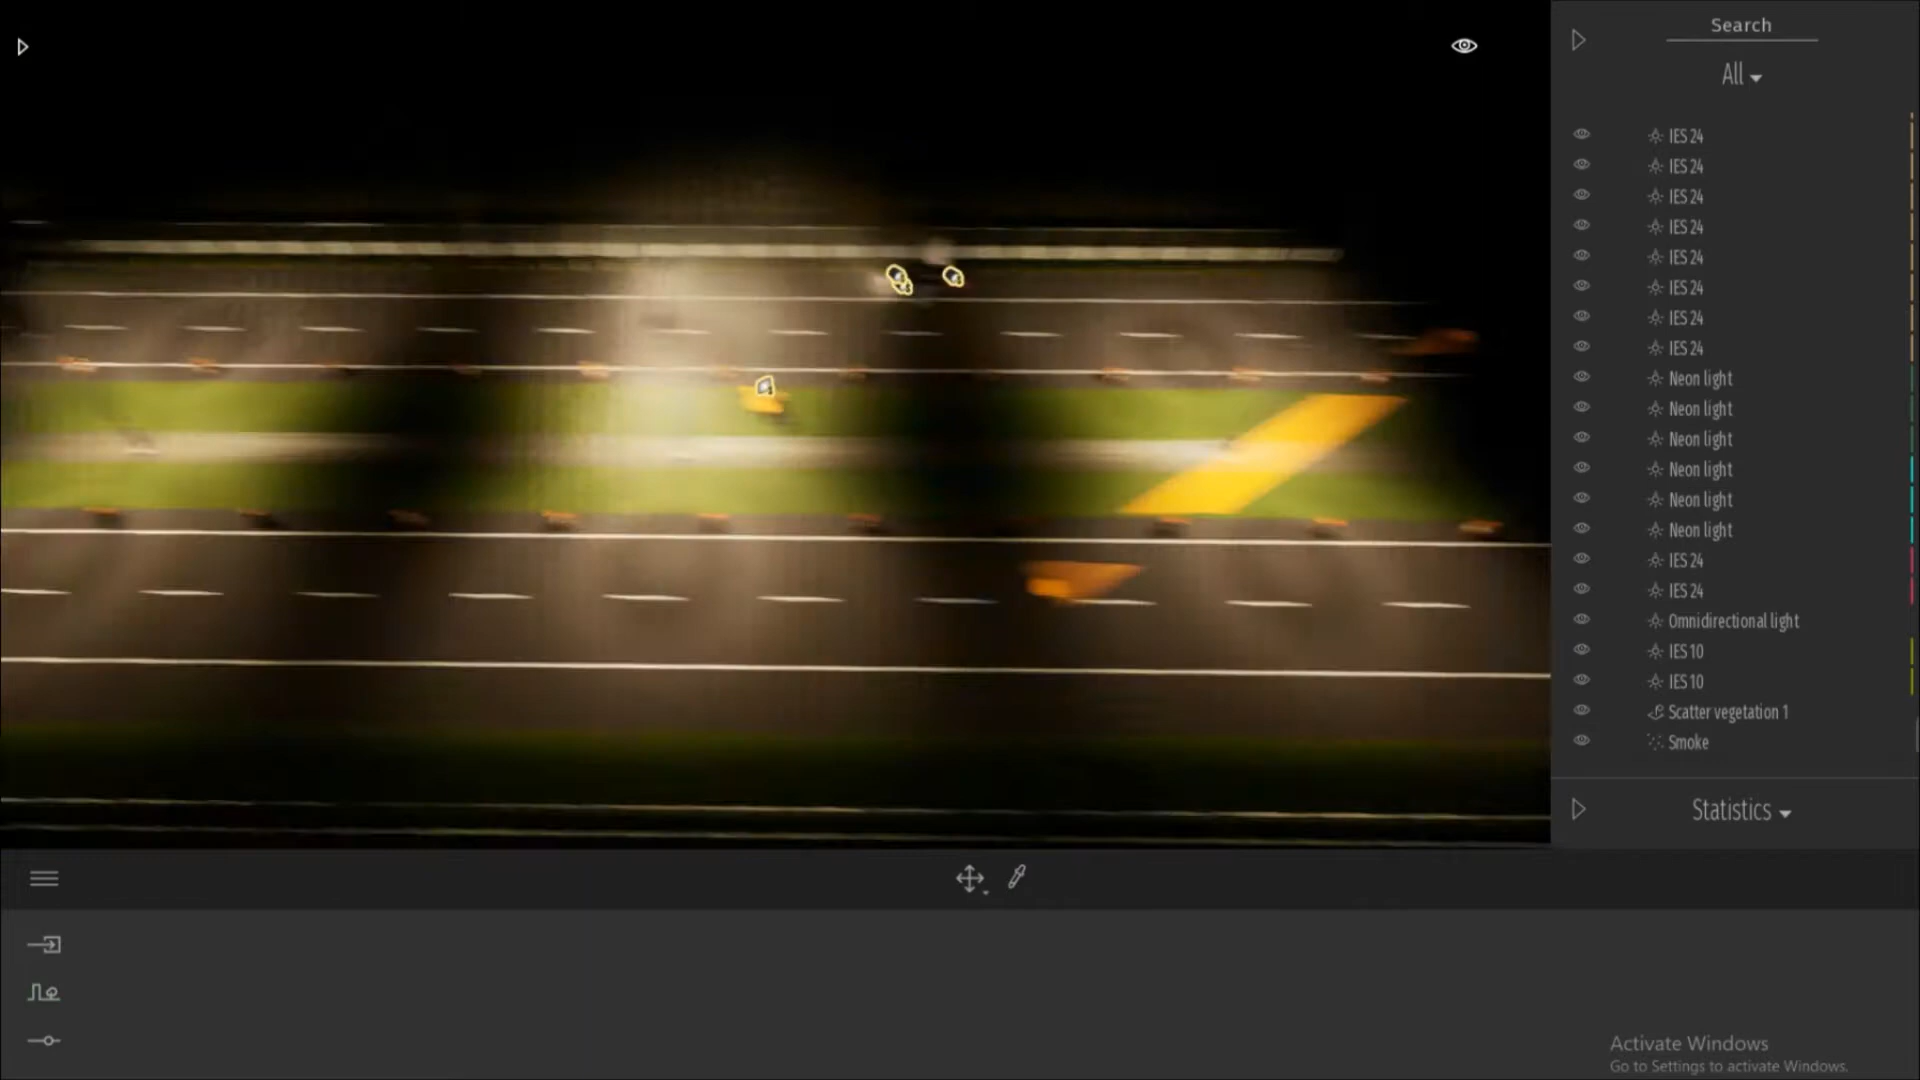 Search
All
IES 24
IES 24
IES 24
IES 24
IES 24
IES 24
IES 24
IES 24
Neon light
Neon light
Neon light
Neon light
Neon light
Neon light
IES 24
IES 24
Omnidirectional light
IES 10
IES 10
Scatter vegetation 1
Smoke
Statistics
Activate Windows
Go to Settings to activate Windows.